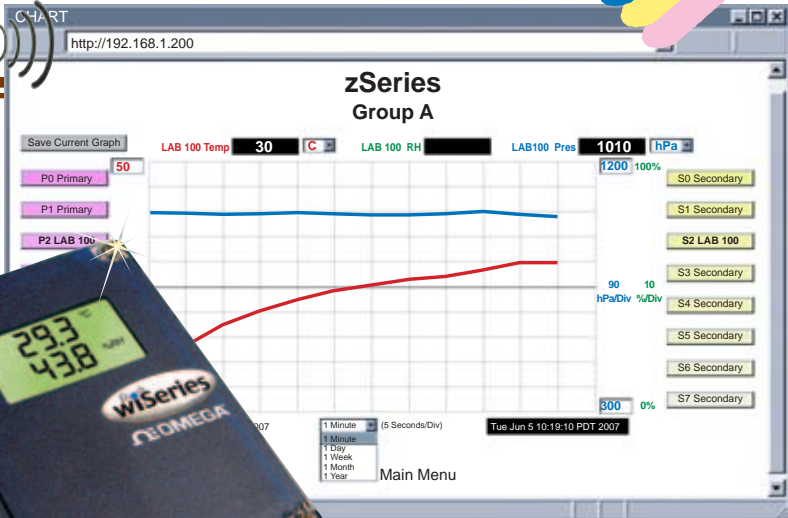 CHART
http://192.168.1.200
zSeries
Group A
Save Current Graph
LAB 100 Temp 30 C LAB 100 RH LAB100 Pres 1010 hPa
50 1200 100%
P0 Primary S0 Secondary
P1 Primary S1 Secondary
P2 LAB 100 S2 LAB 100
S3 Secondary
90 10
hPa/Div %/Div
S4 Secondary
S5 Secondary
S6 Secondary
S7 Secondary
300 0%
007 1 Minute (5 Seconds/Div) Tue Jun 5 10:19:10 PDT 2007
1 Minute
1 Day
1 Week
1 Month
1 Year
Main Menu
29.3 °C
43.8 %RH
wiSeries
OMEGA